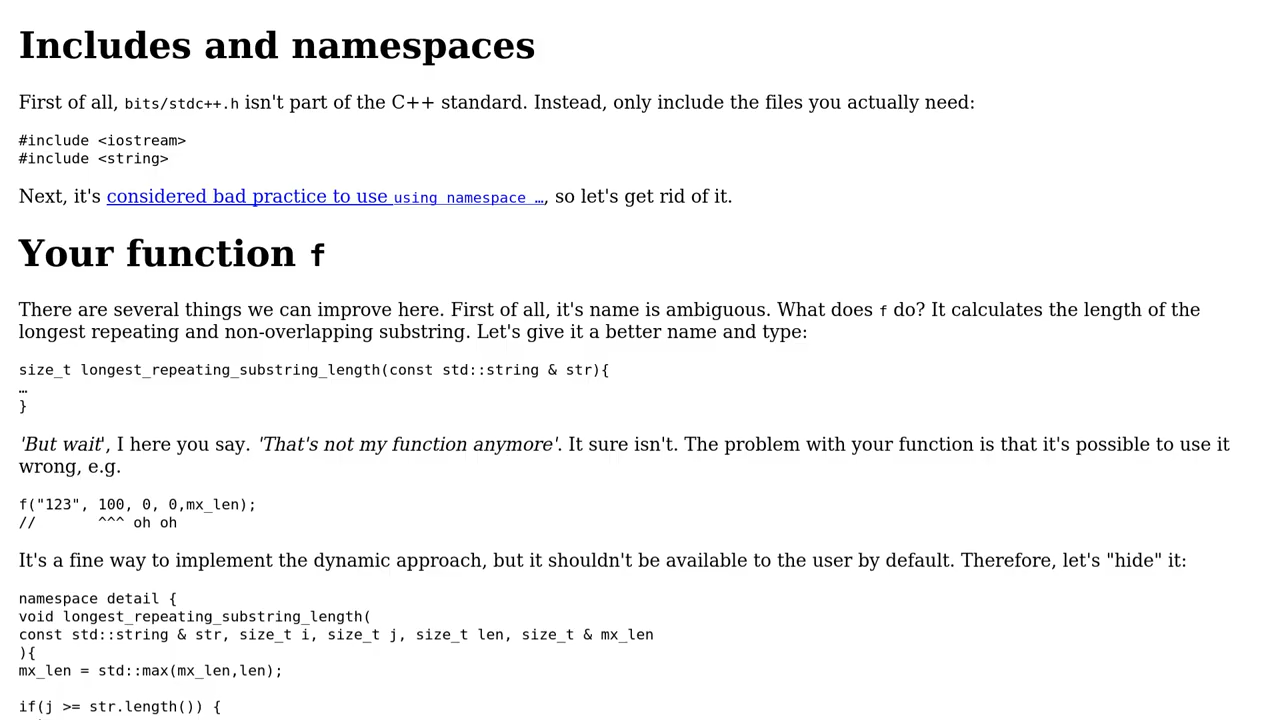 Includes and namespaces
First of all, bits/stdc++.h isn't part of the C++ standard. Instead, only include the files you actually need:
#include <iostream>
#include <string>
Next, it's considered bad practice to use using namespace …, so let's get rid of it.
Your function f
There are several things we can improve here. First of all, it's name is ambiguous. What does f do? It calculates the length of the
longest repeating and non-overlapping substring. Let's give it a better name and type:
size_t longest_repeating_substring_length(const std::string & str){
…
}
'But wait', I here you say. 'That's not my function anymore'. It sure isn't. The problem with your function is that it's possible to use it
wrong, e.g.
f("123", 100, 0, 0,mx_len);
//       ^^^ oh oh
It's a fine way to implement the dynamic approach, but it shouldn't be available to the user by default. Therefore, let's "hide" it:
namespace detail {
void longest_repeating_substring_length(
const std::string & str, size_t i, size_t j, size_t len, size_t & mx_len
){
mx_len = std::max(mx_len,len);
if(j >= str.length()) {